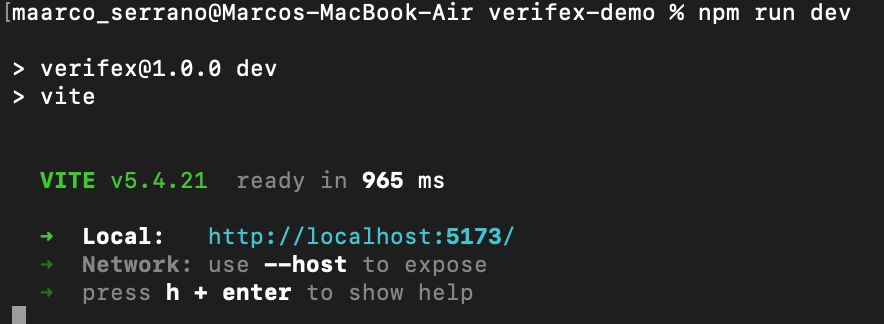 [maarco_serrano@Marcos-MacBook-Air verifex-demo % npm run dev
> verifex@1.0.0 dev
> vite
VITE v5.4.21 ready in 965 ms
➜ Local: http://localhost:5173/
➜ Network: use --host to expose
➜ press h + enter to show help